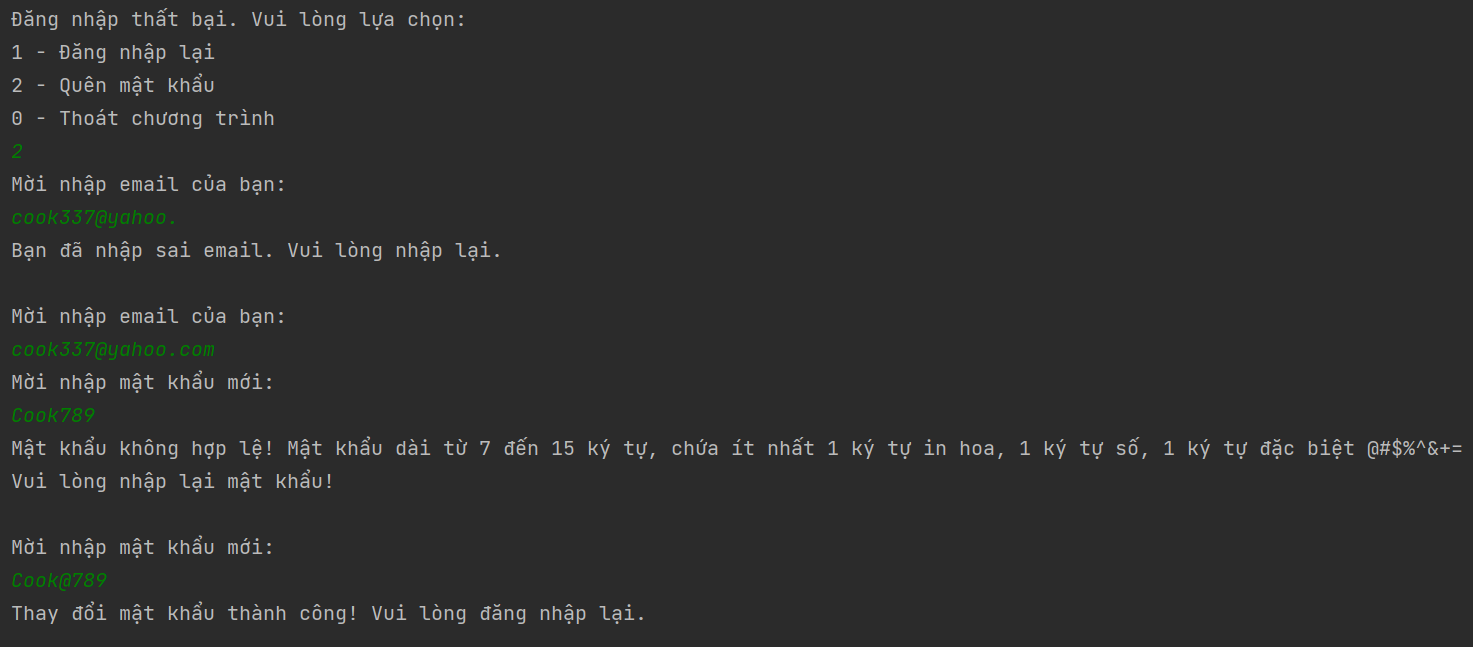 Đăng nhập thất bại. Vui lòng lựa chọn:
1 - Đăng nhập lại
2 - Quên mật khẩu
0 - Thoát chương trình
2
Mời nhập email của bạn:
cook337@yahoo.
Bạn đã nhập sai email. Vui lòng nhập lại.
Mời nhập email của bạn:
cook337@yahoo.com
Mời nhập mật khẩu mới:
Cook789
Mật khẩu không hợp lệ! Mật khẩu dài từ 7 đến 15 ký tự, chứa ít nhất 1 ký tự in hoa, 1 ký tự số, 1 ký tự đặc biệt @#$%^&+=
Vui lòng nhập lại mật khẩu!
Mời nhập mật khẩu mới:
Cook@789
Thay đổi mật khẩu thành công! Vui lòng đăng nhập lại.